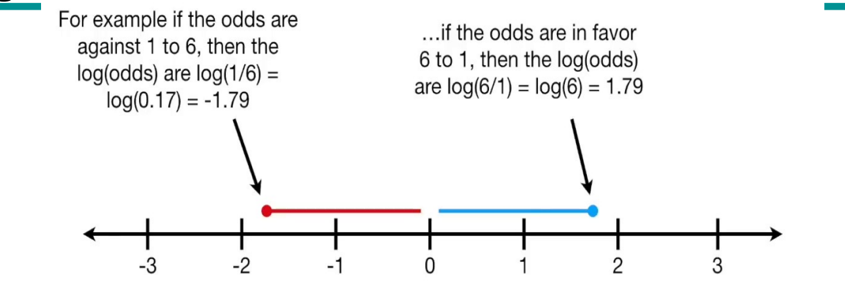 For example if the odds are
against 1 to 6, then the
log(odds) are log(1/6) =
log(0.17) = -1.79
...if the odds are in favor
6 to 1, then the log(odds)
are log(6/1) = log(6) = 1.79
-3 -2 -1 0 1 2 3